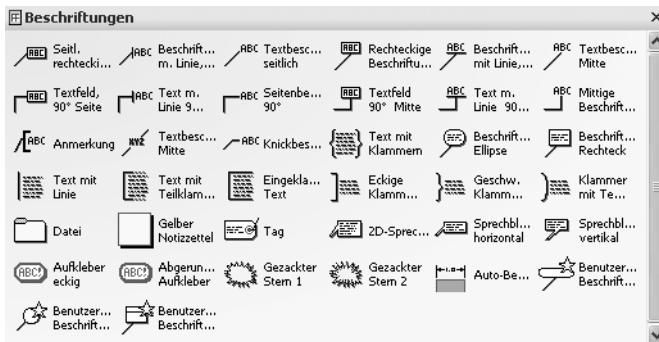 Beschriftungen
ABC Seitl. rechtecki...
ABC Beschrift... m. Linie,...
ABC Textbesc... seitlich
ABC Rechteckige Beschriftu...
ABC Beschrift... mit Linie,...
ABC Textbesc... Mitte
ABC Textfeld, 90° Seite
ABC Text m. Linie 9...
ABC Seitenbe... 90°
ABC Textfeld 90° Mitte
ABC Text m. Linie 90...
ABC Mittige Beschrift...
ABC Anmerkung
XYZ Textbesc... Mitte
ABC Knickbes...
Text mit Klammern
Beschrift... Ellipse
Beschrift... Rechteck
Text mit Linie
Text mit Teilklam...
Eingekla... Text
Eckige Klamm...
Geschw. Klamm...
Klammer mit Te...
Datei
Gelber Notizzettel
Tag
2D-Sprec...
Sprechbl... horizontal
Sprechbl... vertikal
ABC! Aufkleber eckig
ABC! Abgerun... Aufkleber
Gezackter Stern 1
Gezackter Stern 2
Auto-Be...
Benutzer... Beschrift...
Benutzer... Beschrift...
Benutzer... Beschrift...